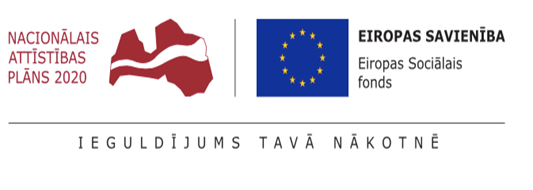 NACIONĀLAIS
ATTĪSTĪBAS
PLĀNS 2020
EIROPAS SAVIENĪBA
Eiropas Sociālais
fonds
IEGULDĪJUMS TAVĀ NĀKOTNĒ